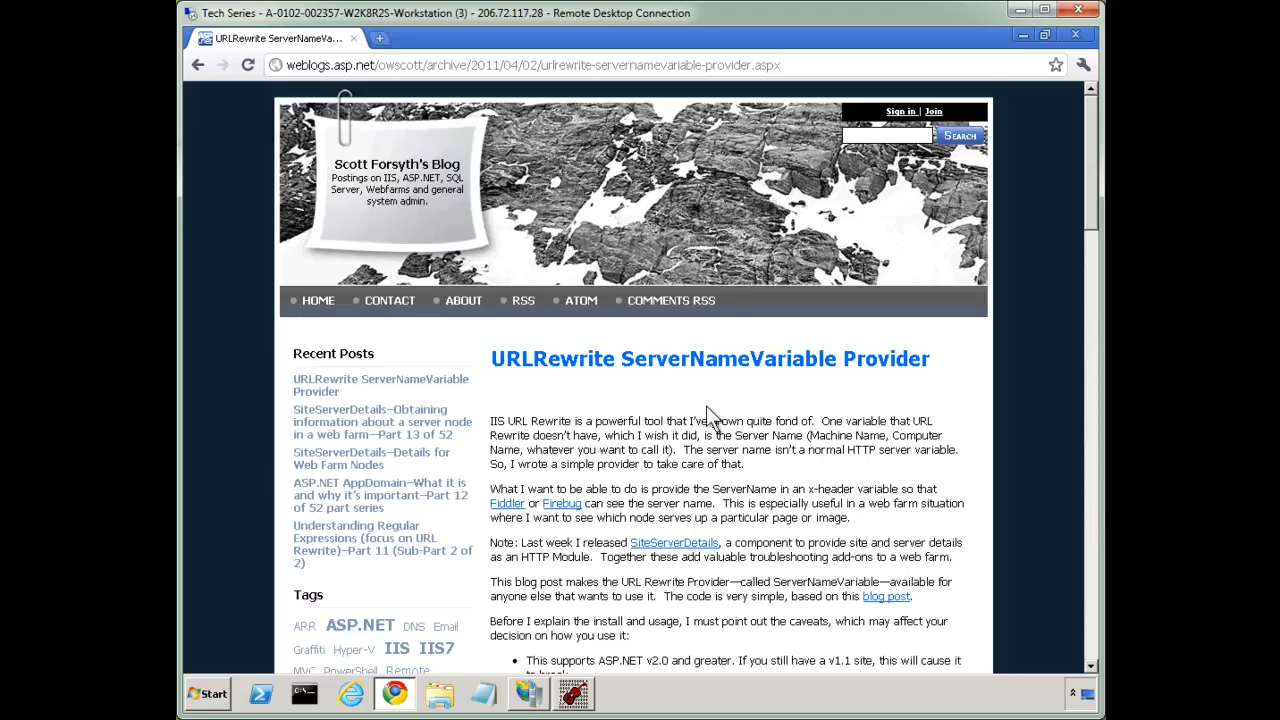 Tech Series - A-0102-002357-W2K8R2S-Workstation (3) - 206.72.117.28 - Remote Desktop Connection
URLRewrite ServerNameVa...
weblogs.asp.net/owscott/archive/2011/04/02/urlrewrite-servernamevariable-provider.aspx
Sign in | Join
SEARCH
Scott Forsyth's Blog
Postings on IIS, ASP.NET, SQL
Server, Webfarms and general
system admin.
HOME CONTACT ABOUT RSS ATOM COMMENTS RSS
Recent Posts
URLRewrite ServerNameVariable
Provider
SiteServerDetails–Obtaining
information about a server node
in a web farm–Part 13 of 52
SiteServerDetails–Details for
Web Farm Nodes
ASP.NET AppDomain–What it is
and why it's important–Part 12
of 52 part series
Understanding Regular
Expressions (focus on URL
Rewrite)–Part 11 (Sub-Part 2 of
2)
Tags
ARR ASP.NET DNS Email
Graffiti Hyper-V IIS IIS7
MVC PowerShell Remote
URLRewrite ServerNameVariable Provider
IIS URL Rewrite is a powerful tool that I've quite fond of. One variable that URL
Rewrite doesn't have, which I wish it did, is the Server Name (Machine Name, Computer
Name, whatever you want to call it). The server name isn't a normal HTTP server variable.
So, I wrote a simple provider to take care of that.
What I want to be able to do is provide the ServerName in an x-header variable so that
Fiddler or Firebug can see the server name. This is especially useful in a web farm situation
where I want to see which node serves up a particular page or image.
Note: Last week I released SiteServerDetails, a component to provide site and server details
as an HTTP Module. Together these add valuable troubleshooting add-ons to a web farm.
This blog post makes the URL Rewrite Provider—called ServerNameVariable—available for
anyone else that wants to use it. The code is very simple, based on this blog post.
Before I explain the install and usage, I must point out the caveats, which may affect your
decision on how you use it:
• This supports ASP.NET v2.0 and greater. If you still have a v1.1 site, this will cause it
Start